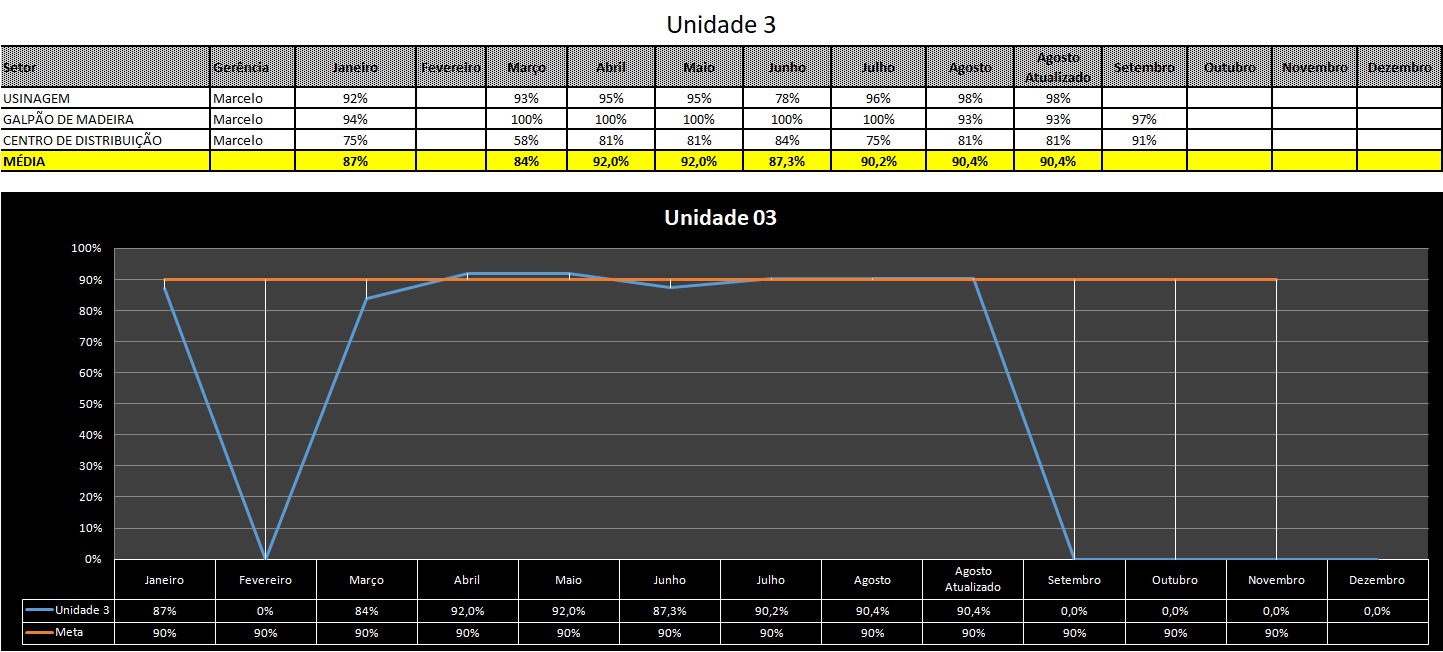 Unidade 3
Setor Gerência Janeiro Fevereiro Março Abril Maio Junho Julho Agosto Agosto Atualizado Setembro Outubro Novembro Dezembro
USINAGEM Marcelo 92% 93% 95% 95% 78% 96% 98% 98%
GALPÃO DE MADEIRA Marcelo 94% 100% 100% 100% 100% 100% 93% 93% 97%
CENTRO DE DISTRIBUIÇÃO Marcelo 75% 58% 81% 81% 84% 75% 81% 81% 91%
MÉDIA 87% 84% 92,0% 92,0% 87,3% 90,2% 90,4% 90,4%
Unidade 03
100%
90%
80%
70%
60%
50%
40%
30%
20%
10%
0%
Janeiro Fevereiro Março Abril Maio Junho Julho Agosto Agosto Atualizado Setembro Outubro Novembro Dezembro
Unidade 3 87% 0% 84% 92,0% 92,0% 87,3% 90,2% 90,4% 90,4% 0,0% 0,0% 0,0% 0,0%
Meta 90% 90% 90% 90% 90% 90% 90% 90% 90% 90% 90% 90%